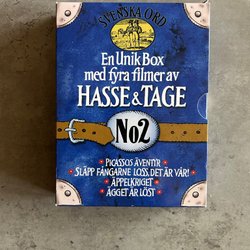 SVENSKA ORD
En Unik Box
med fyra filmer av
HASSE & TAGE
No2
• PICASSOS ÄVENTYR •
• SLÄPP FÅNGARNE LOSS, DET ÄR VÅR! •
• ÄPPELKRIGET •
• ÄGGET ÄR LÖST •